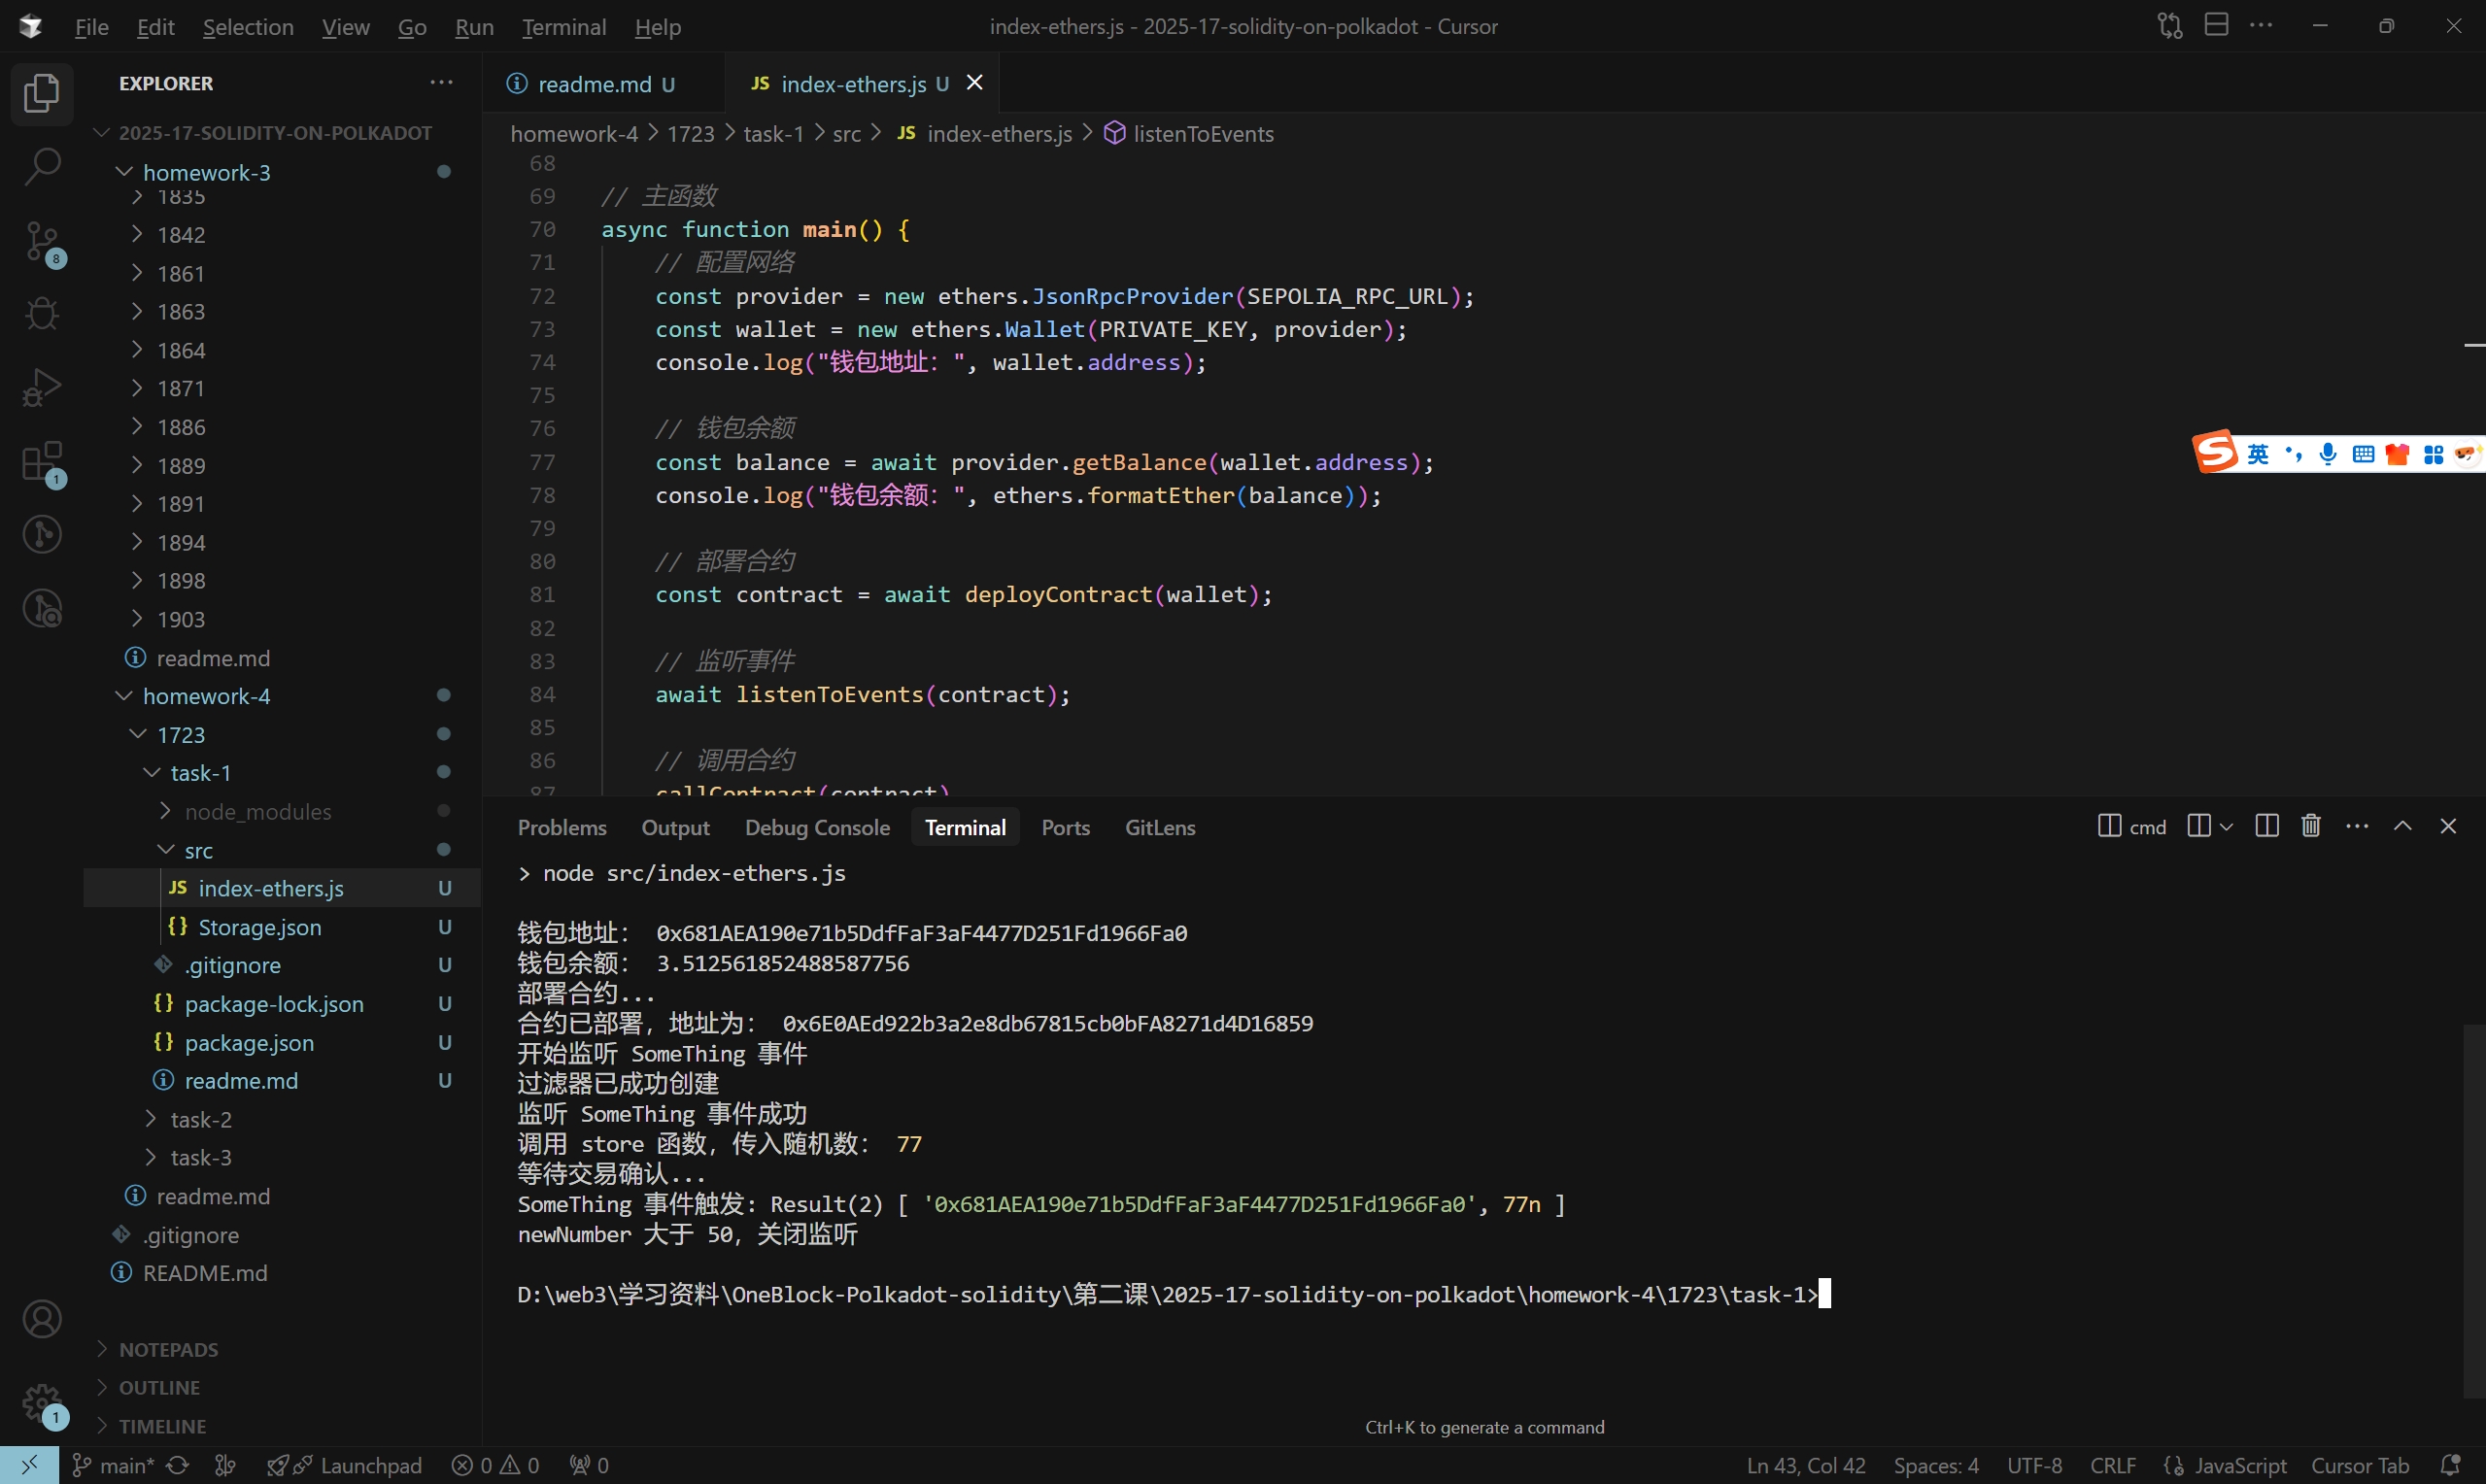 File Edit Selection View Go Run Terminal Help
index-ethers.js - 2025-17-solidity-on-polkadot - Cursor
EXPLORER
2025-17-SOLIDITY-ON-POLKADOT
homework-3
1835
1842
1861
1863
1864
1871
1886
1889
1891
1894
1898
1903
readme.md
homework-4
1723
task-1
node_modules
src
JS index-ethers.js U
{} Storage.json U
.gitignore U
{} package-lock.json U
{} package.json U
readme.md U
task-2
task-3
readme.md
.gitignore
README.md
NOTEPADS
OUTLINE
TIMELINE
8
1
1
readme.md U
JS index-ethers.js U
homework-4 > 1723 > task-1 > src > JS index-ethers.js > listenToEvents
68
69 // 主函数
70 async function main() {
71 // 配置网络
72 const provider = new ethers.JsonRpcProvider(SEPOLIA_RPC_URL);
73 const wallet = new ethers.Wallet(PRIVATE_KEY, provider);
74 console.log("钱包地址: ", wallet.address);
75
76 // 钱包余额
77 const balance = await provider.getBalance(wallet.address);
78 console.log("钱包余额: ", ethers.formatEther(balance));
79
80 // 部署合约
81 const contract = await deployContract(wallet);
82
83 // 监听事件
84 await listenToEvents(contract);
85
86 // 调用合约
87 callContract(contract)
英
Problems Output Debug Console Terminal Ports GitLens
cmd
> node src/index-ethers.js
钱包地址: 0x681AEA190e71b5DdfFaF3aF4477D251Fd1966Fa0
钱包余额: 3.512561852488587756
部署合约...
合约已部署, 地址为: 0x6E0AEd922b3a2e8db67815cb0bFA8271d4D16859
开始监听 SomeThing 事件
过滤器已成功创建
监听 SomeThing 事件成功
调用 store 函数, 传入随机数: 77
等待交易确认...
SomeThing 事件触发: Result(2) [ '0x681AEA190e71b5DdfFaF3aF4477D251Fd1966Fa0', 77n ]
newNumber 大于 50, 关闭监听
D:\web3\学习资料\OneBlock-Polkadot-solidity\第二课\2025-17-solidity-on-polkadot\homework-4\1723\task-1>
Ctrl+K to generate a command
main* Launchpad 0 0 0
Ln 43, Col 42 Spaces: 4 UTF-8 CRLF JavaScript Cursor Tab